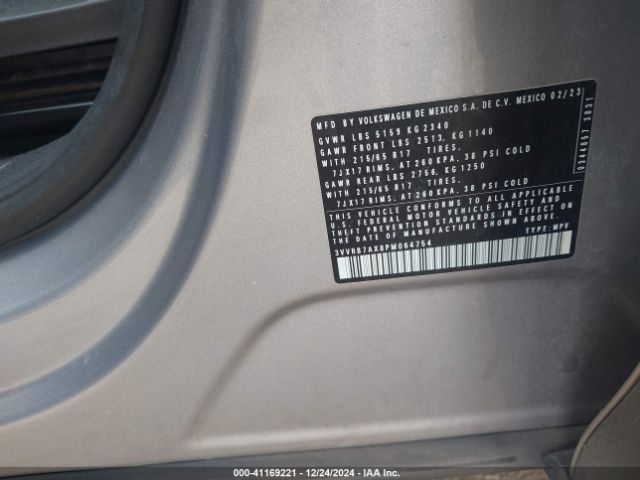 MFD BY VOLKSWAGEN DE MEXICO S.A. DE C.V. MEXICO 02/23
GVWR LBS 5159 KG 2340
GAWR FRONT LBS 2513, KG 1140
WITH 215/65 R17 TIRES.
7JX17 RIMS. AT 260 KPA, 38 PSI COLD
GAWR REAR LBS 2756, KG 1250
WITH 215/65 R17 TIRES.
7JX17 RIMS. AT 260 KPA, 38 PSI COLD
THIS VEHICLE CONFORMS TO ALL APPLICABLE
U.S. FEDERAL MOTOR VEHICLE SAFETY AND
THEFT PREVENTION STANDARDS IN EFFECT ON
THE DATE OF MANUFACTURE SHOWN ABOVE.
3VVRB7AX8PM064754 TYPE: MPV
000-41169221 - 12/24/2024 - IAA Inc.